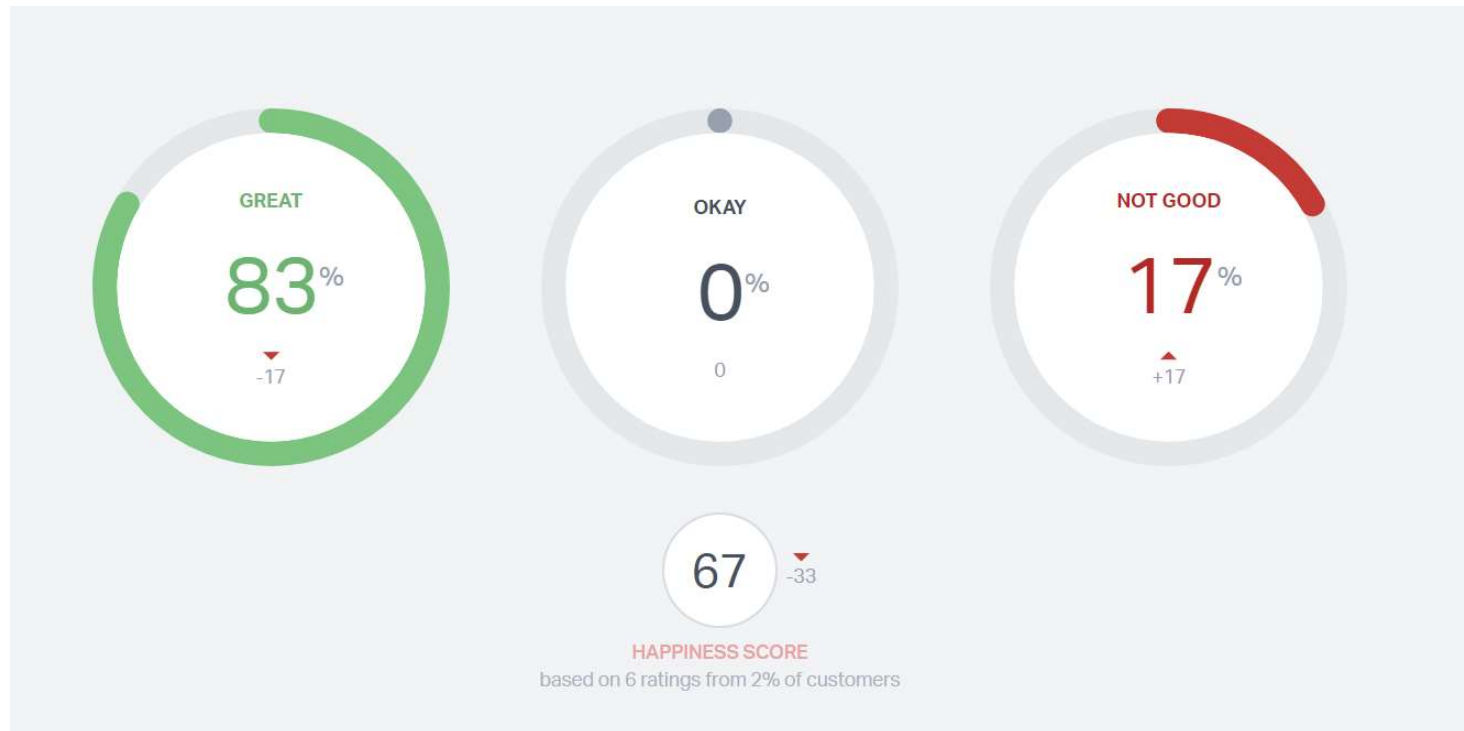 GREAT
83%
-17
OKAY
0%
0
NOT GOOD
17%
+17
67
-33
HAPPINESS SCORE
based on 6 ratings from 2% of customers